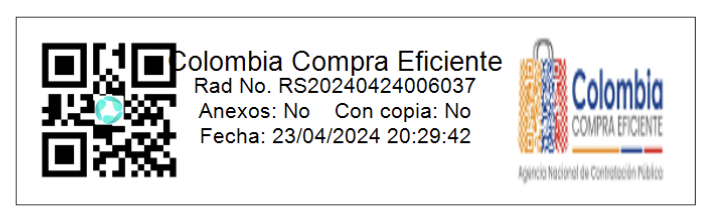 Colombia Compra Eficiente
Rad No. RS20240424006037
Anexos: No Con copia: No
Fecha: 23/04/2024 20:29:42
Colombia
COMPRA EFICIENTE
Agencia Nacional de Contratación Pública